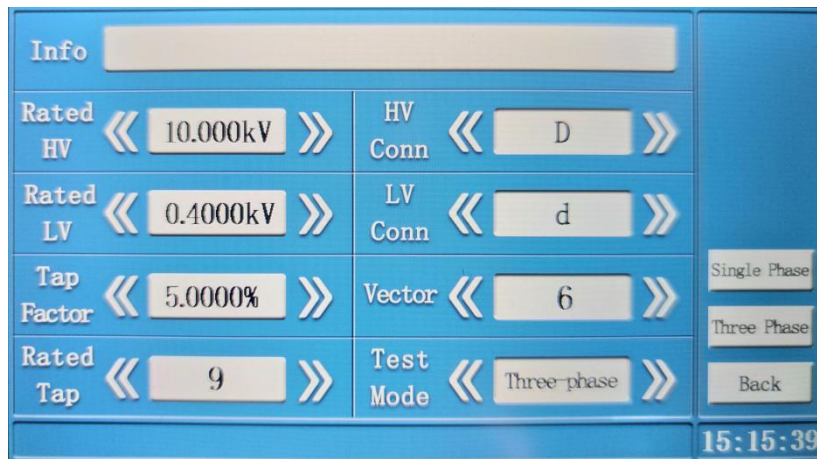 Info
Rated HV 10.000kV HV Conn D
Rated LV 0.4000kV LV Conn d
Tap Factor 5.0000% Vector 6
Rated Tap 9 Test Mode Three-phase
Single Phase
Three Phase
Back
15:15:39